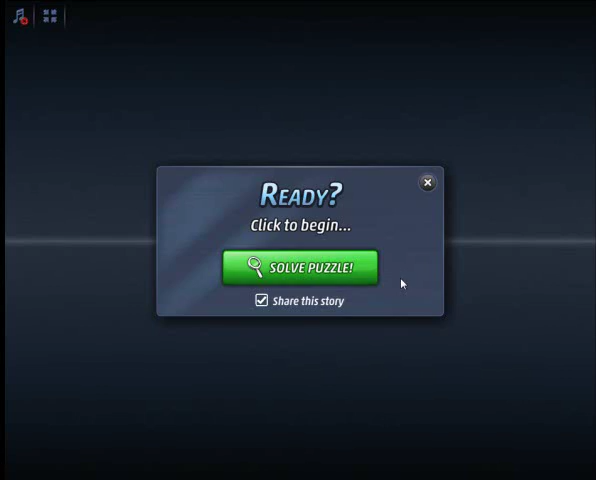 READY?
Click to begin...
SOLVE PUZZLE!
Share this story